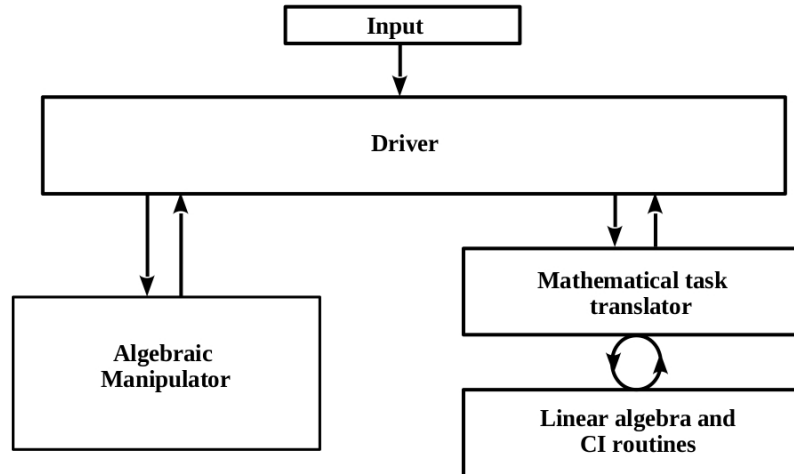 Input
Driver
Mathematical task
translator
Algebraic
Manipulator
Linear algebra and
CI routines